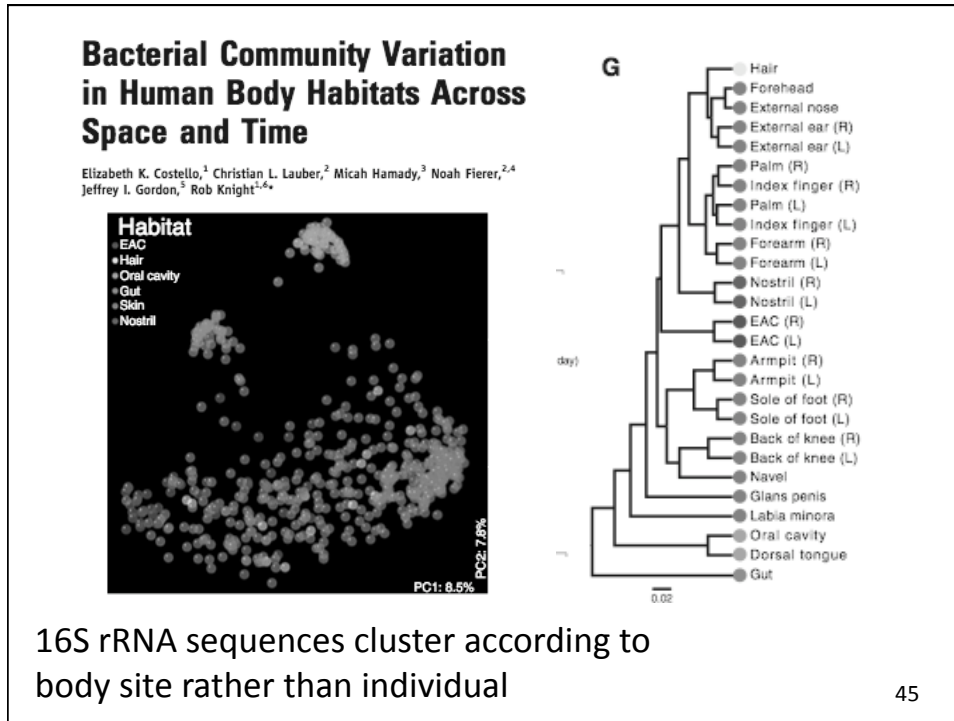 Bacterial Community Variation
in Human Body Habitats Across
Space and Time
Elizabeth K. Costello,¹ Christian L. Lauber,² Micah Hamady,³ Noah Fierer,²,⁴
Jeffrey I. Gordon,⁵ Rob Knight¹,⁶*
Habitat
EAC
Hair
Oral cavity
Gut
Skin
Nostril
PC2: 7.8%
PC1: 8.5%
day)
G
Hair
Forehead
External nose
External ear (R)
External ear (L)
Palm (R)
Index finger (R)
Palm (L)
Index finger (L)
Forearm (R)
Forearm (L)
Nostril (R)
Nostril (L)
EAC (R)
EAC (L)
Armpit (R)
Armpit (L)
Sole of foot (R)
Sole of foot (L)
Back of knee (R)
Back of knee (L)
Navel
Glans penis
Labia minora
Oral cavity
Dorsal tongue
Gut
0.02
16S rRNA sequences cluster according to
body site rather than individual
45